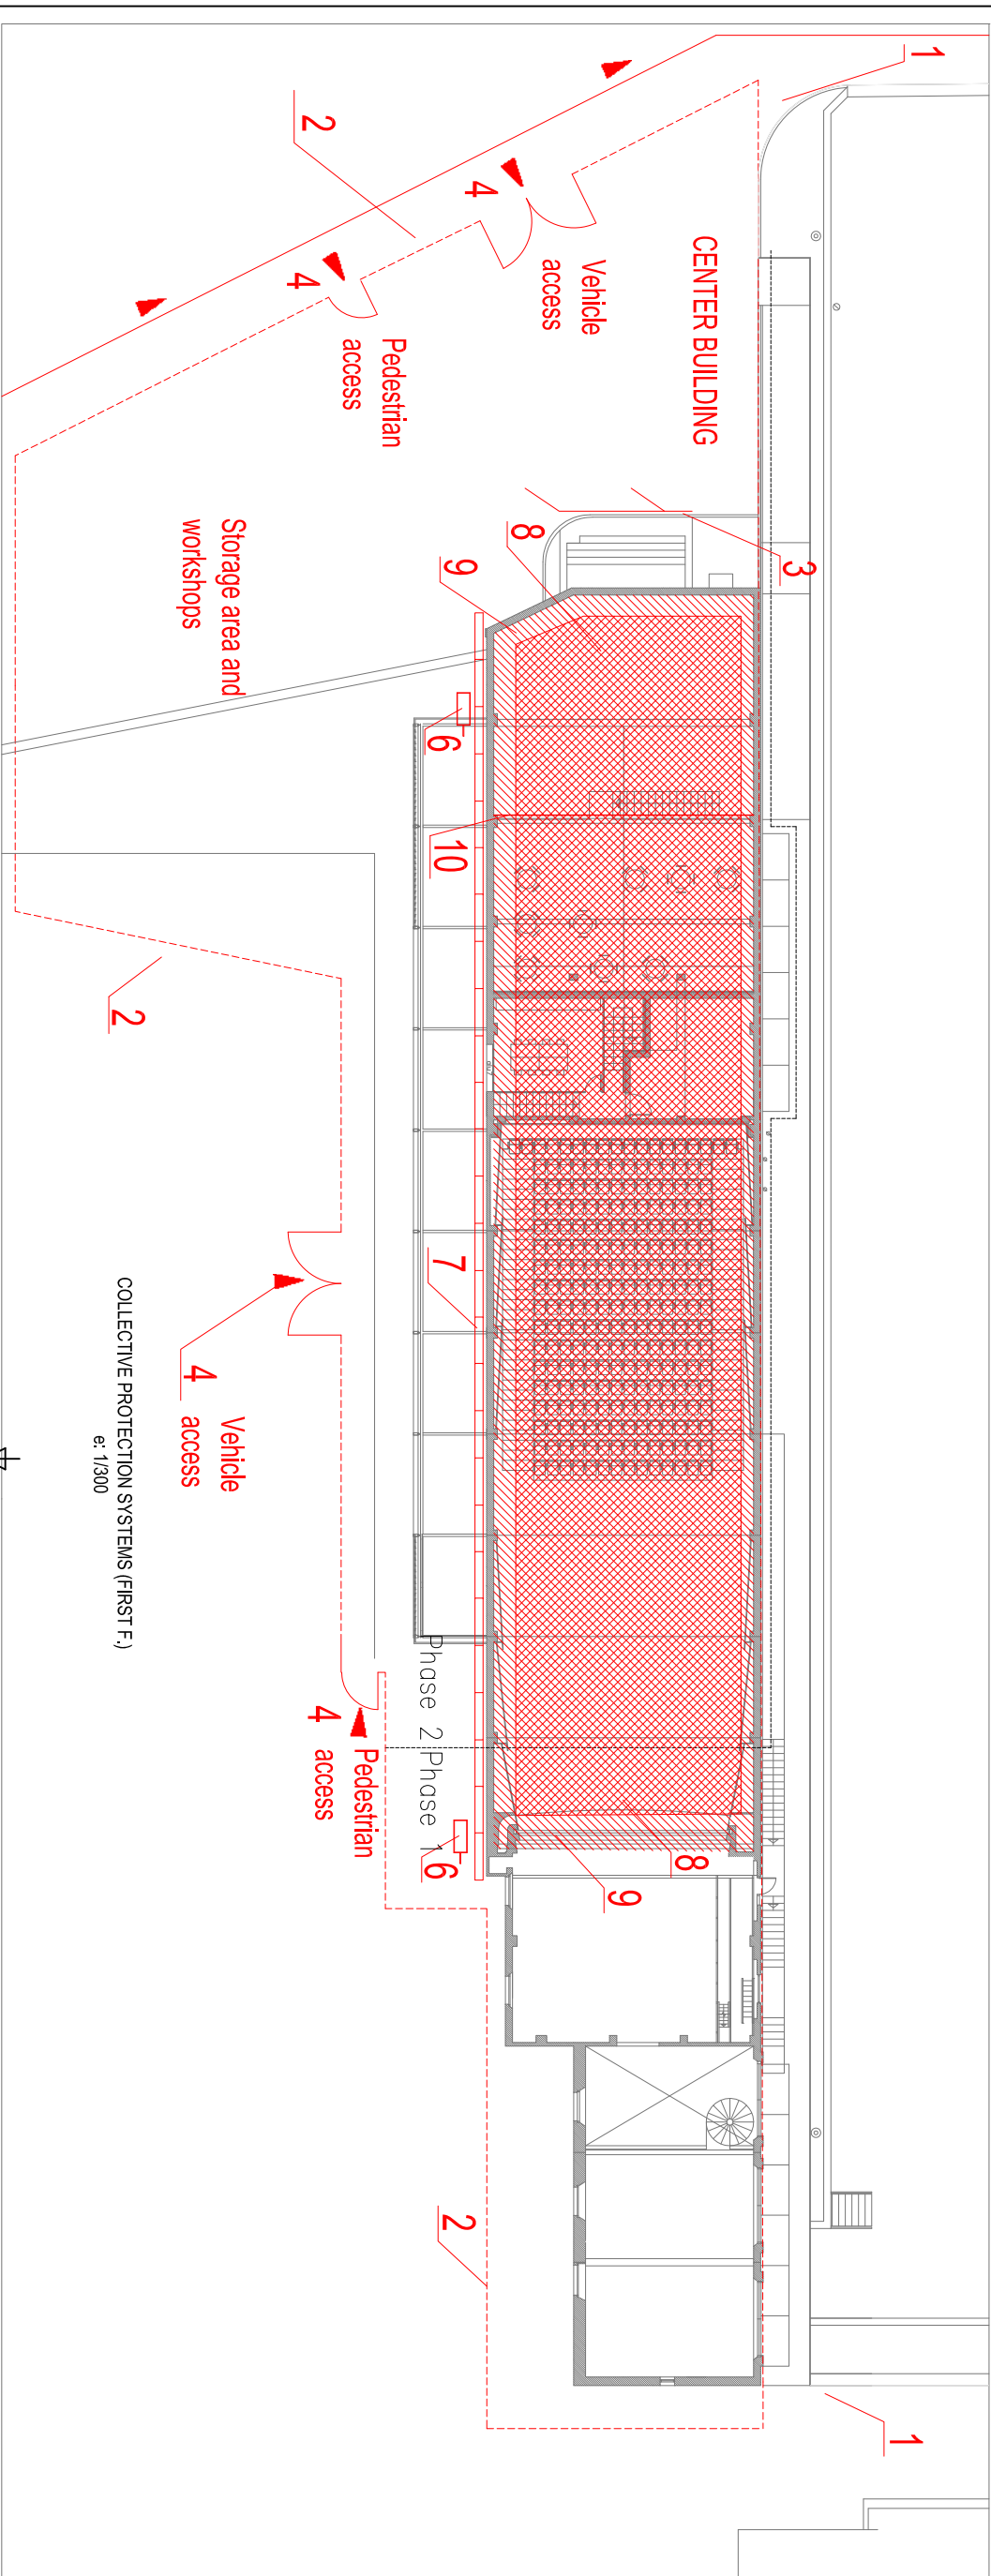 1
2
4
Vehicle
access
4
Pedestrian
access
CENTER BUILDING
Storage area and
workshops
3
8
9
6
10
2
7
4
Vehicle
access
4
Pedestrian
access
Phase 2
Phase 1
6
8
9
2
1
COLLECTIVE PROTECTION SYSTEMS (FIRST F.)
e: 1/300